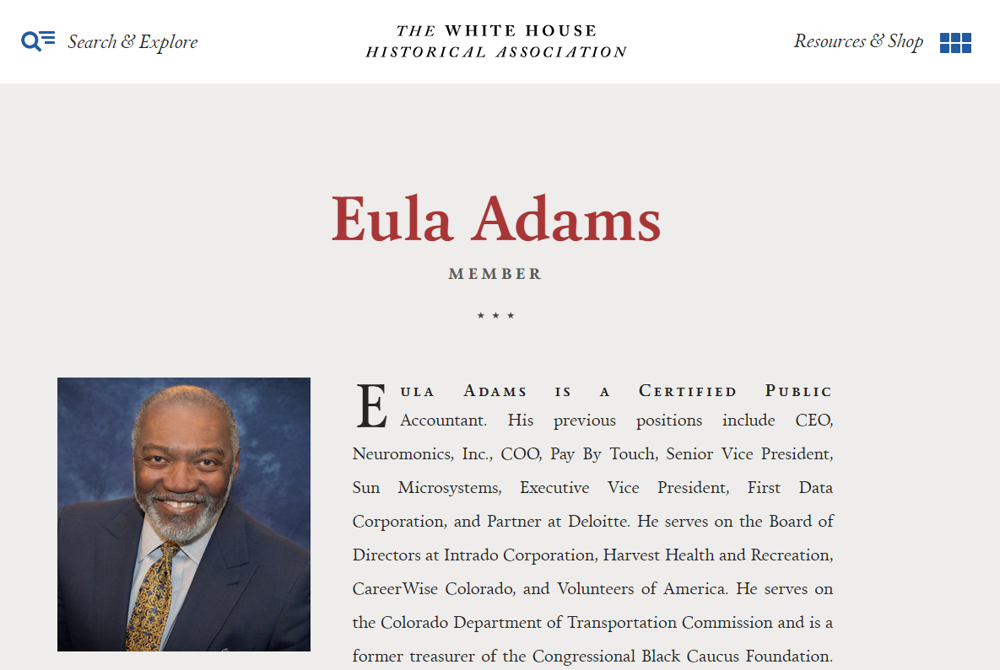 Search & Explore
THE WHITE HOUSE
HISTORICAL ASSOCIATION
Resources & Shop
Eula Adams
MEMBER
Eula Adams is a Certified Public
Accountant. His previous positions include CEO,
Neuromonics, Inc., COO, Pay By Touch, Senior Vice President,
Sun Microsystems, Executive Vice President, First Data
Corporation, and Partner at Deloitte. He serves on the Board of
Directors at Intrado Corporation, Harvest Health and Recreation,
CareerWise Colorado, and Volunteers of America. He serves on
the Colorado Department of Transportation Commission and is a
former treasurer of the Congressional Black Caucus Foundation.